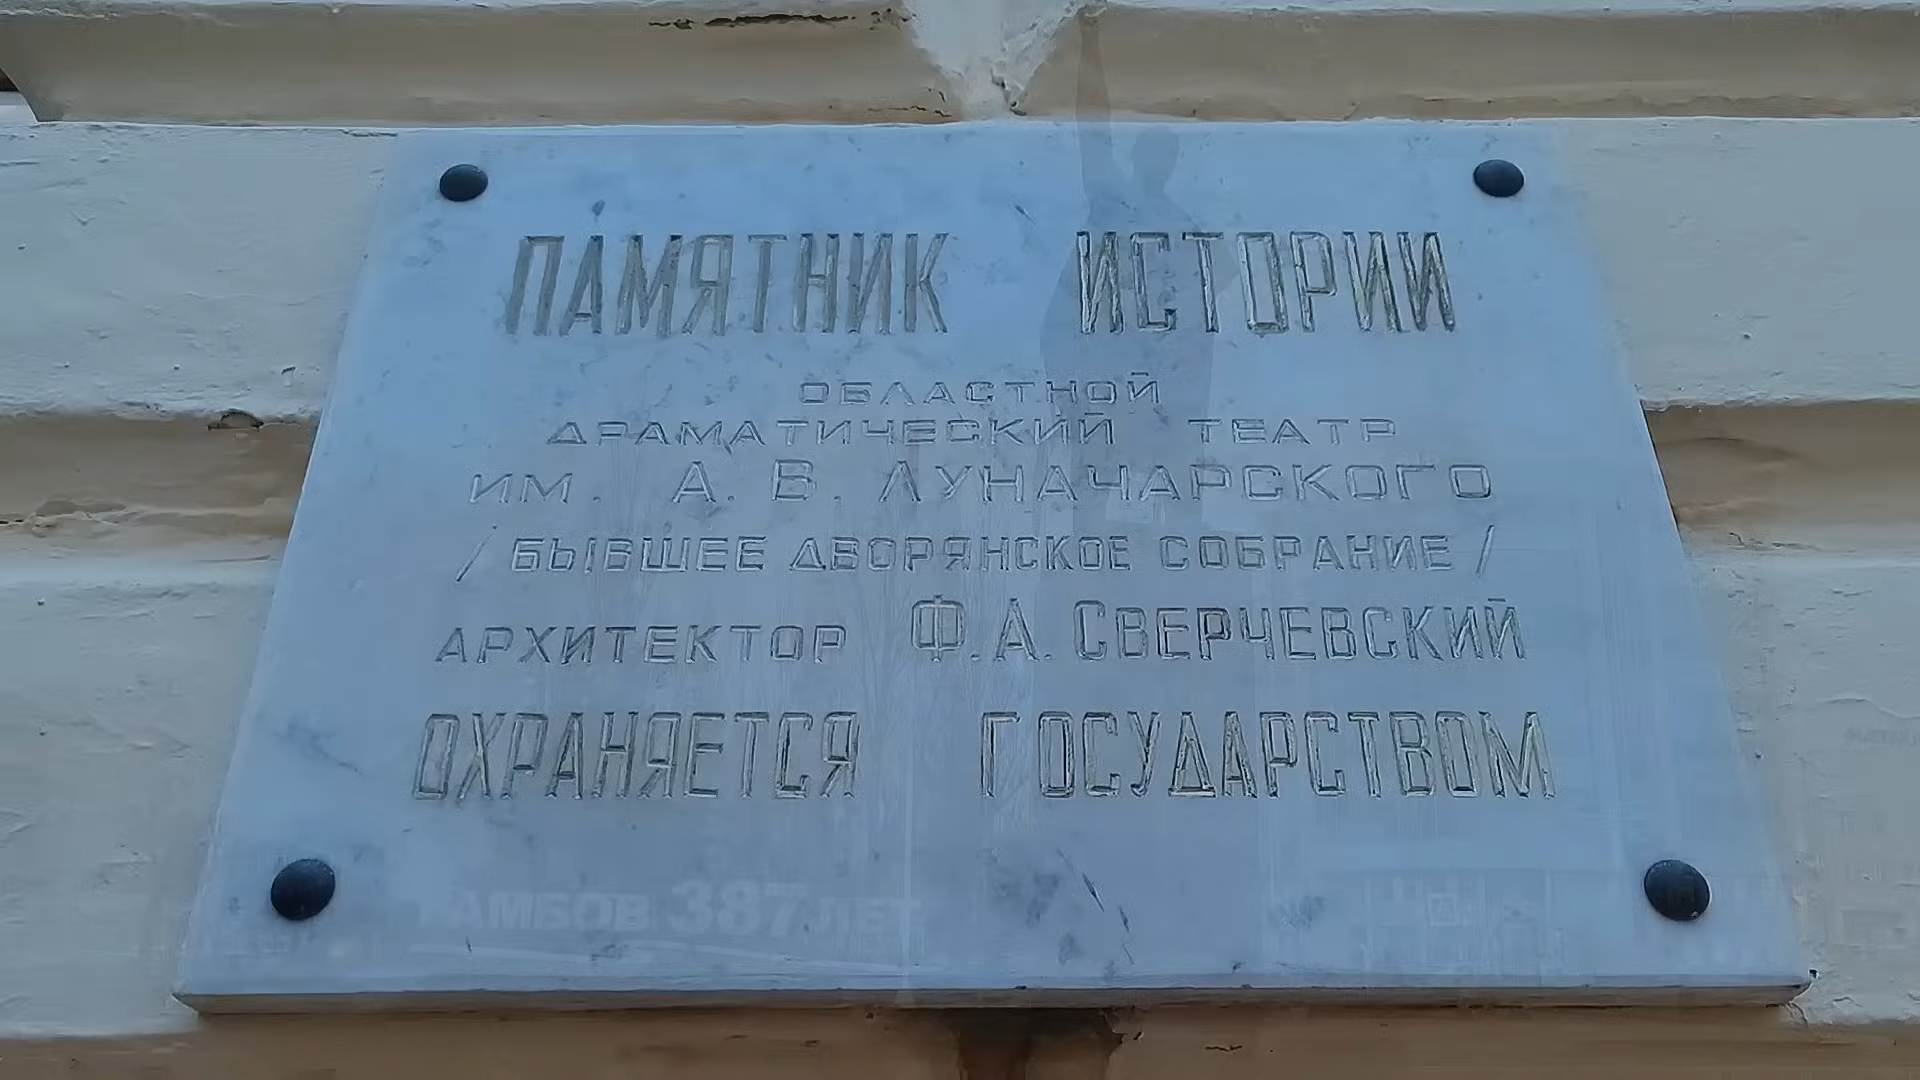 ПАМЯТНИК ИСТОРИИ
ОБЛАСТНОЙ
ДРАМАТИЧЕСКИЙ ТЕАТР
ИМ. А. В. ЛУНАЧАРСКОГО
/ БЫВШЕЕ ДВОРЯНСКОЕ СОБРАНИЕ /
АРХИТЕКТОР Ф.А. СВЕРЧЕВСКИЙ
ОХРАНЯЕТСЯ ГОСУДАРСТВОМ
ТАМБОВ 387 ЛЕТ